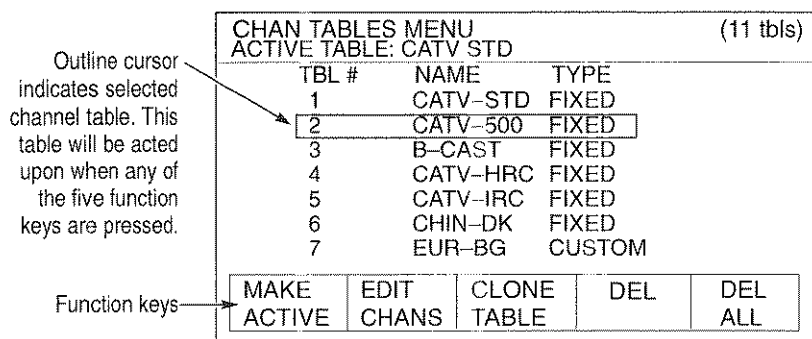 CHAN TABLES MENU (11 tbls)
ACTIVE TABLE: CATV STD
TBL # NAME TYPE
1 CATV–STD FIXED
2 CATV–500 FIXED
3 B–CAST FIXED
4 CATV–HRC FIXED
5 CATV–IRC FIXED
6 CHIN–DK FIXED
7 EUR–BG CUSTOM
MAKE ACTIVE
EDIT CHANS
CLONE TABLE
DEL
DEL ALL
Outline cursor
indicates selected
channel table. This
table will be acted
upon when any of
the five function
keys are pressed.
Function keys